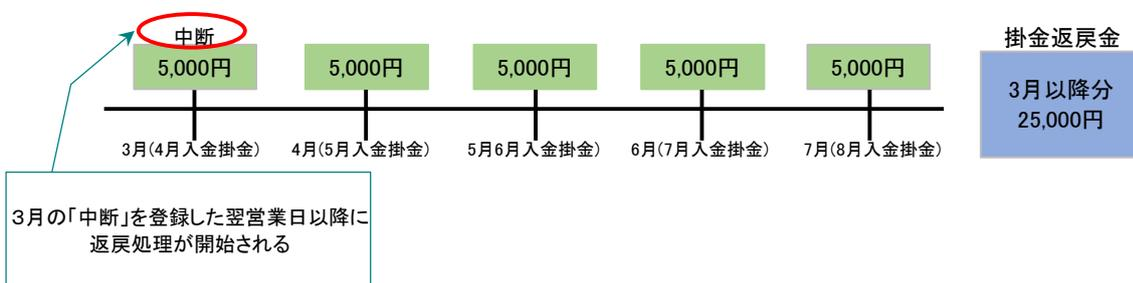 中断
掛金返戻金
5,000円 5,000円 5,000円 5,000円 5,000円
3月以降分
25,000円
3月(4月入金掛金) 4月(5月入金掛金) 5月6月入金掛金) 6月(7月入金掛金) 7月(8月入金掛金)
3月の「中断」を登録した翌営業日以降に
返戻処理が開始される